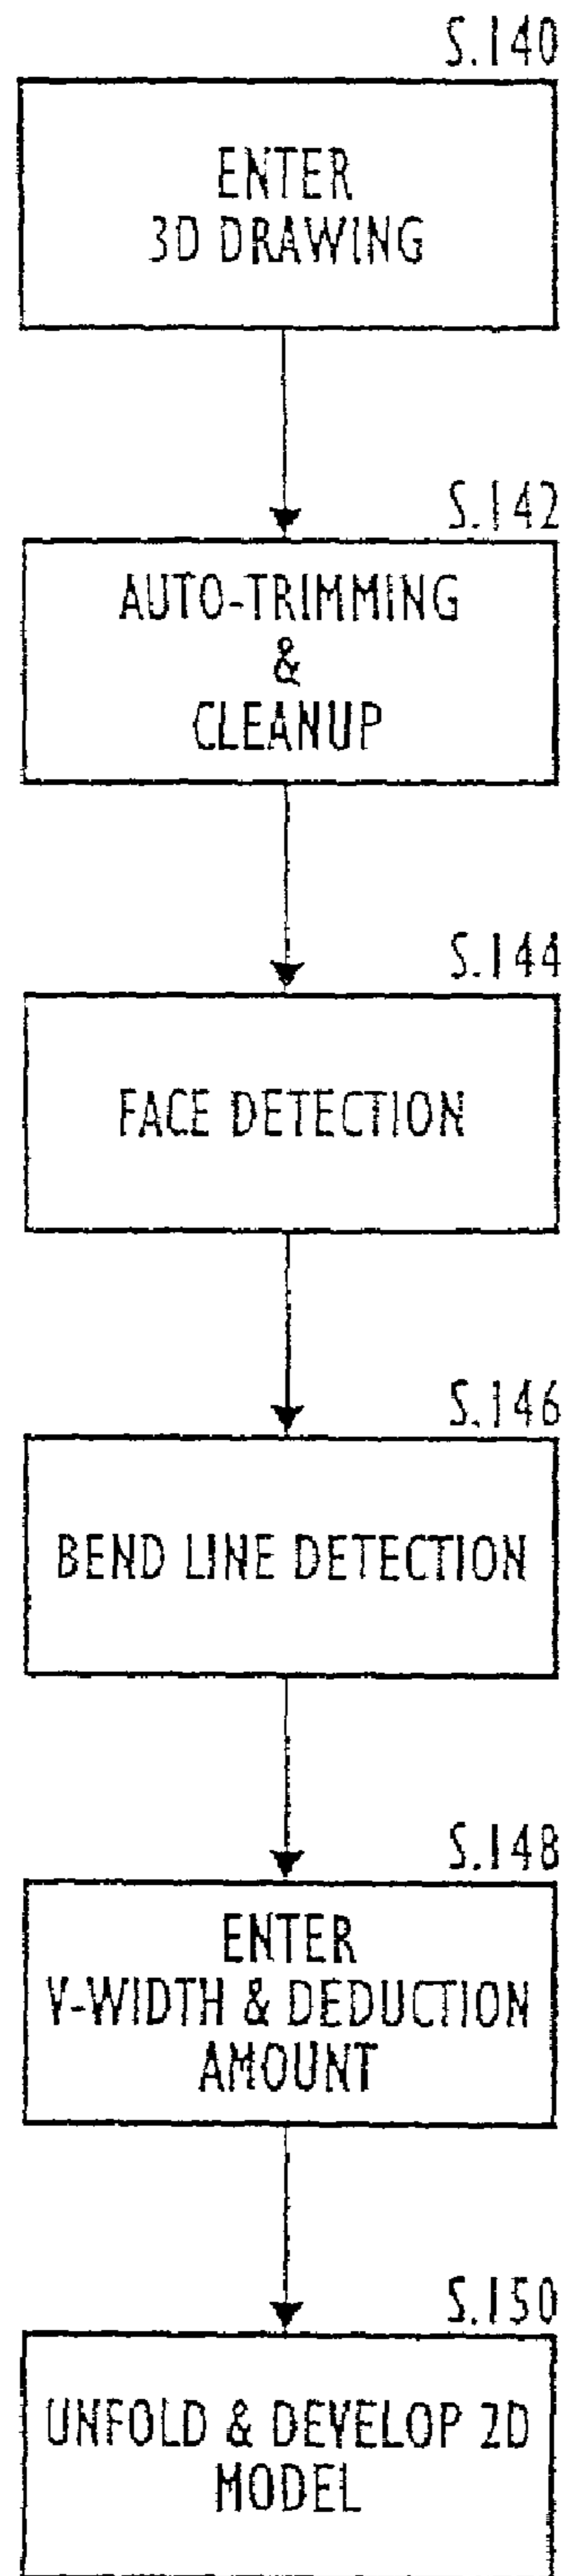 S.140
ENTER
3D DRAWING
S.142
AUTO-TRIMMING
&
CLEANUP
S.144
FACE DETECTION
S.146
BEND LINE DETECTION
S.148
ENTER
V-WIDTH & DEDUCTION
AMOUNT
S.150
UNFOLD & DEVELOP 2D
MODEL